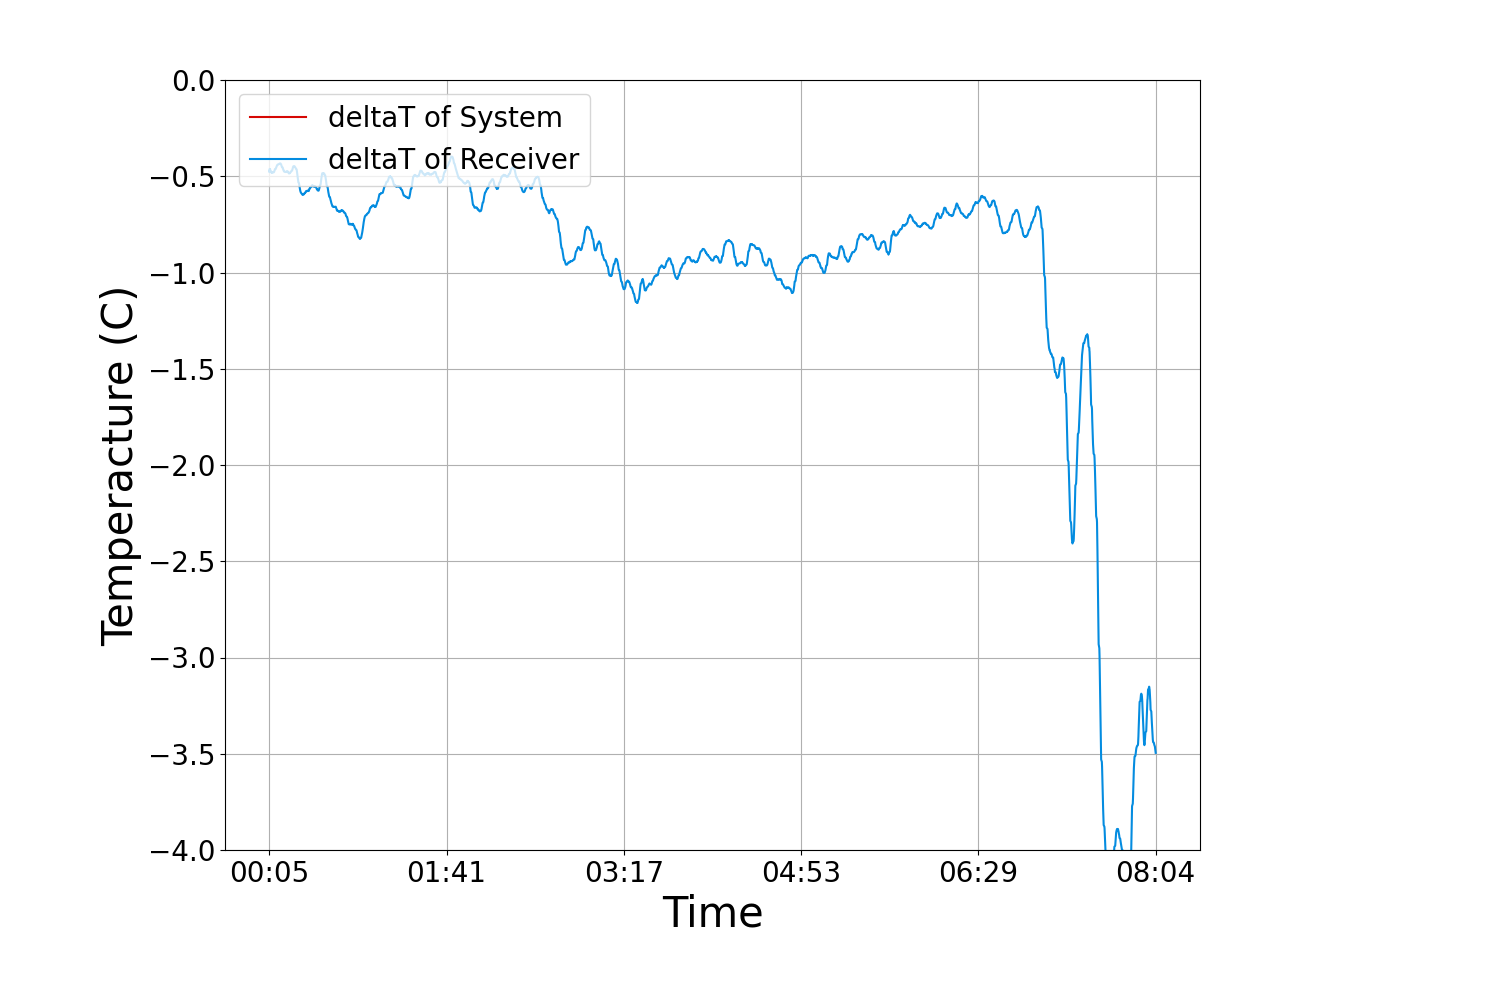 deltaT of System
deltaT of Receiver
0.0
−0.5
−1.0
−1.5
−2.0
−2.5
−3.0
−3.5
−4.0
Temperacture (C)
00:05 01:41 03:17 04:53 06:29 08:04
Time